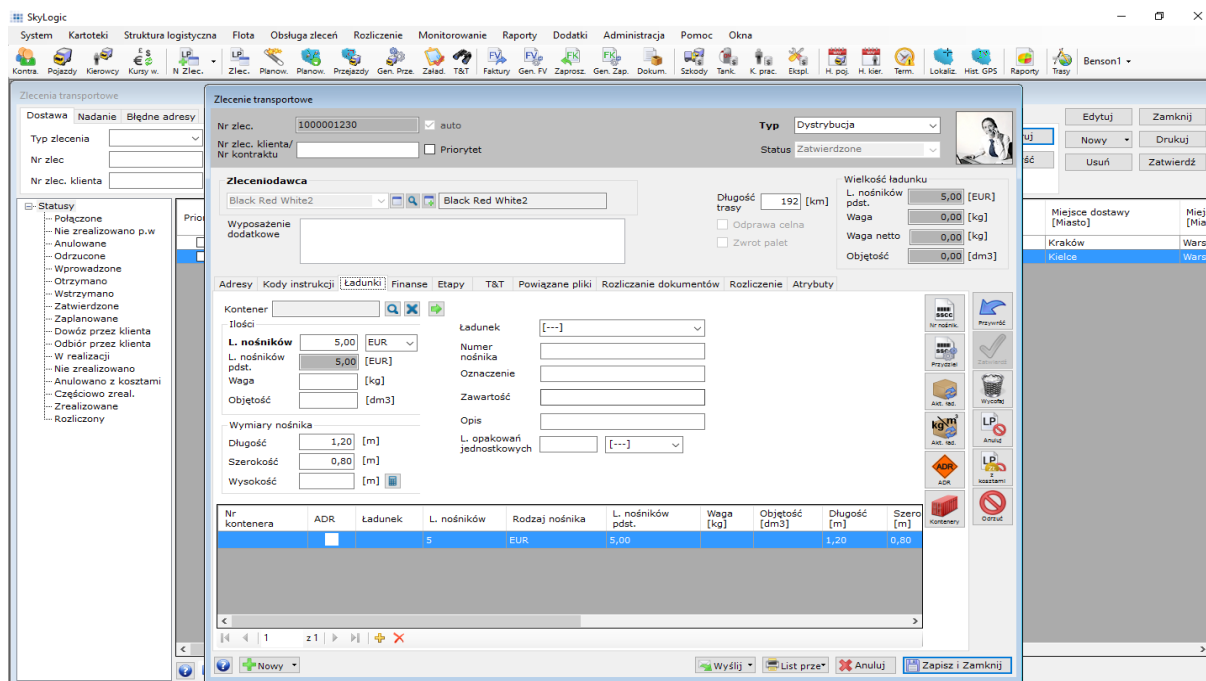 SkyLogic
System Kartoteki Struktura logistyczna Flota Obsługa zleceń Rozliczenie Monitorowanie Raporty Dodatki Administracja Pomoc Okna
Kontra. Pojazdy Kierowcy Kursy w. N Zlec. Zlec. Planow. Planow. Przejazdy Gen. Prze. Załad. T&T Faktury Gen. FV Zaprosz. Gen. Zap. Dokum. Szkody Tank. K. prac. Ekspl. H. poj. H. kier. Term. Lokaliz. Hist. GPS Raporty Trasy Benson1
Zlecenia transportowe
Dostawa Nadanie Błędne adresy
Typ zlecenia
Nr zlec
Nr zlec. klienta
Edytuj Zamknij
Nowy Drukuj
Usuń Zatwierdź
Statusy
Połączone
Nie zrealizowano p.w
Anulowane
Odrzucone
Wprowadzone
Otrzymano
Wstrzymano
Zatwierdzone
Zaplanowane
Dowóz przez klienta
Odbiór przez klienta
W realizacji
Nie zrealizowano
Anulowano z kosztami
Częściowo zreal.
Zrealizowane
Rozliczony
Miejsce dostawy
[Miasto]
Kraków
Kielce
Zlecenie transportowe
Nr zlec. 1000001230 auto
Nr zlec. klienta/
Nr kontraktu
Priorytet
Typ Dystrybucja
Status Zatwierdzone
Zleceniodawca
Black Red White2 Black Red White2
Wyposażenie
dodatkowe
Długość
trasy
192 [km]
Odprawa celna
Zwrot palet
Wielkość ładunku
L. nośników
pdst.
5,00 [EUR]
Waga 0,00 [kg]
Waga netto 0,00 [kg]
Objętość 0,00 [dm3]
Adresy Kody instrukcji Ładunki Finanse Etapy T&T Powiązane pliki Rozliczanie dokumentów Rozliczenie Atrybuty
Kontener
Ilości
L. nośników 5,00 EUR
L. nośników
pdst.
5,00 [EUR]
Waga [kg]
Objętość [dm3]
Wymiary nośnika
Długość 1,20 [m]
Szerokość 0,80 [m]
Wysokość [m]
Ładunek [---]
Numer
nośnika
Oznaczenie
Zawartość
Opis
L. opakowań
jednostkowych
[---]
SSCC
Nr nośnik.
Przydziel
Akt. ład.
kg/m³
Akt. ład.
ADR
ADR
Kontenery
Przywróć
Zatwierdź
Wycofaj
LP
Anuluj
LP
z
kosztami
Odrzuć
Nr
kontenera
ADR Ładunek L. nośników Rodzaj nośnika
L. nośników
pdst.
Waga
[kg]
Objętość
[dm3]
Długość
[m]
Szero
[m]
5 EUR 5,00 1,20 0,80
1 z 1
Nowy Wyślij List prze Anuluj Zapisz i Zamknij